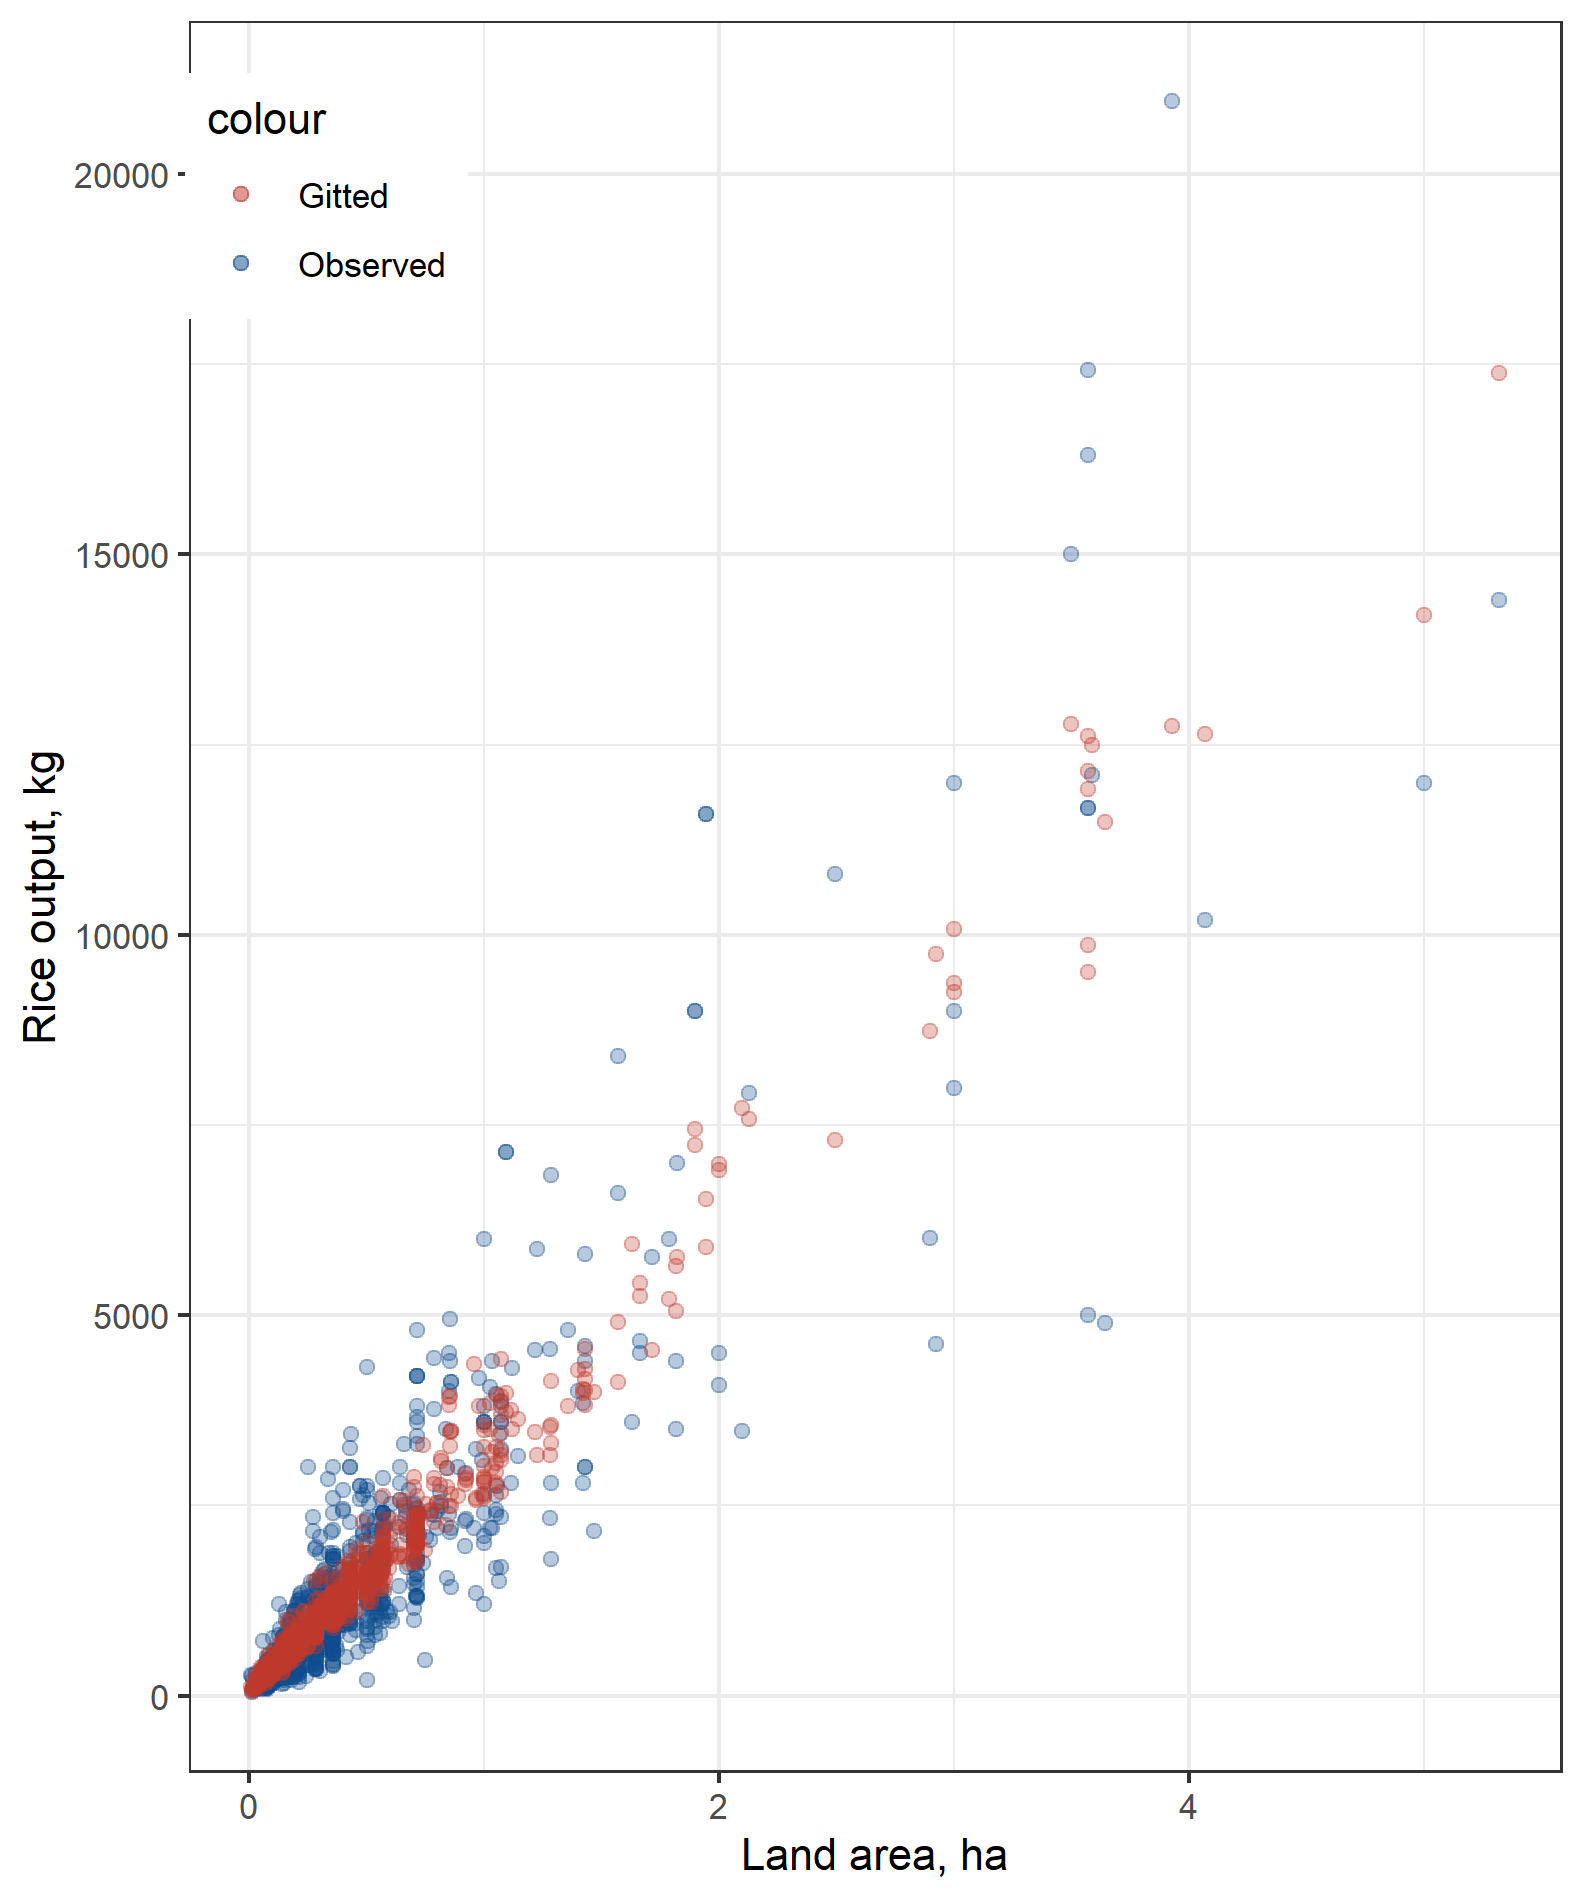 colour
Gitted
Observed
20000
15000
10000
5000
0
Rice output, kg
0 2 4
Land area, ha